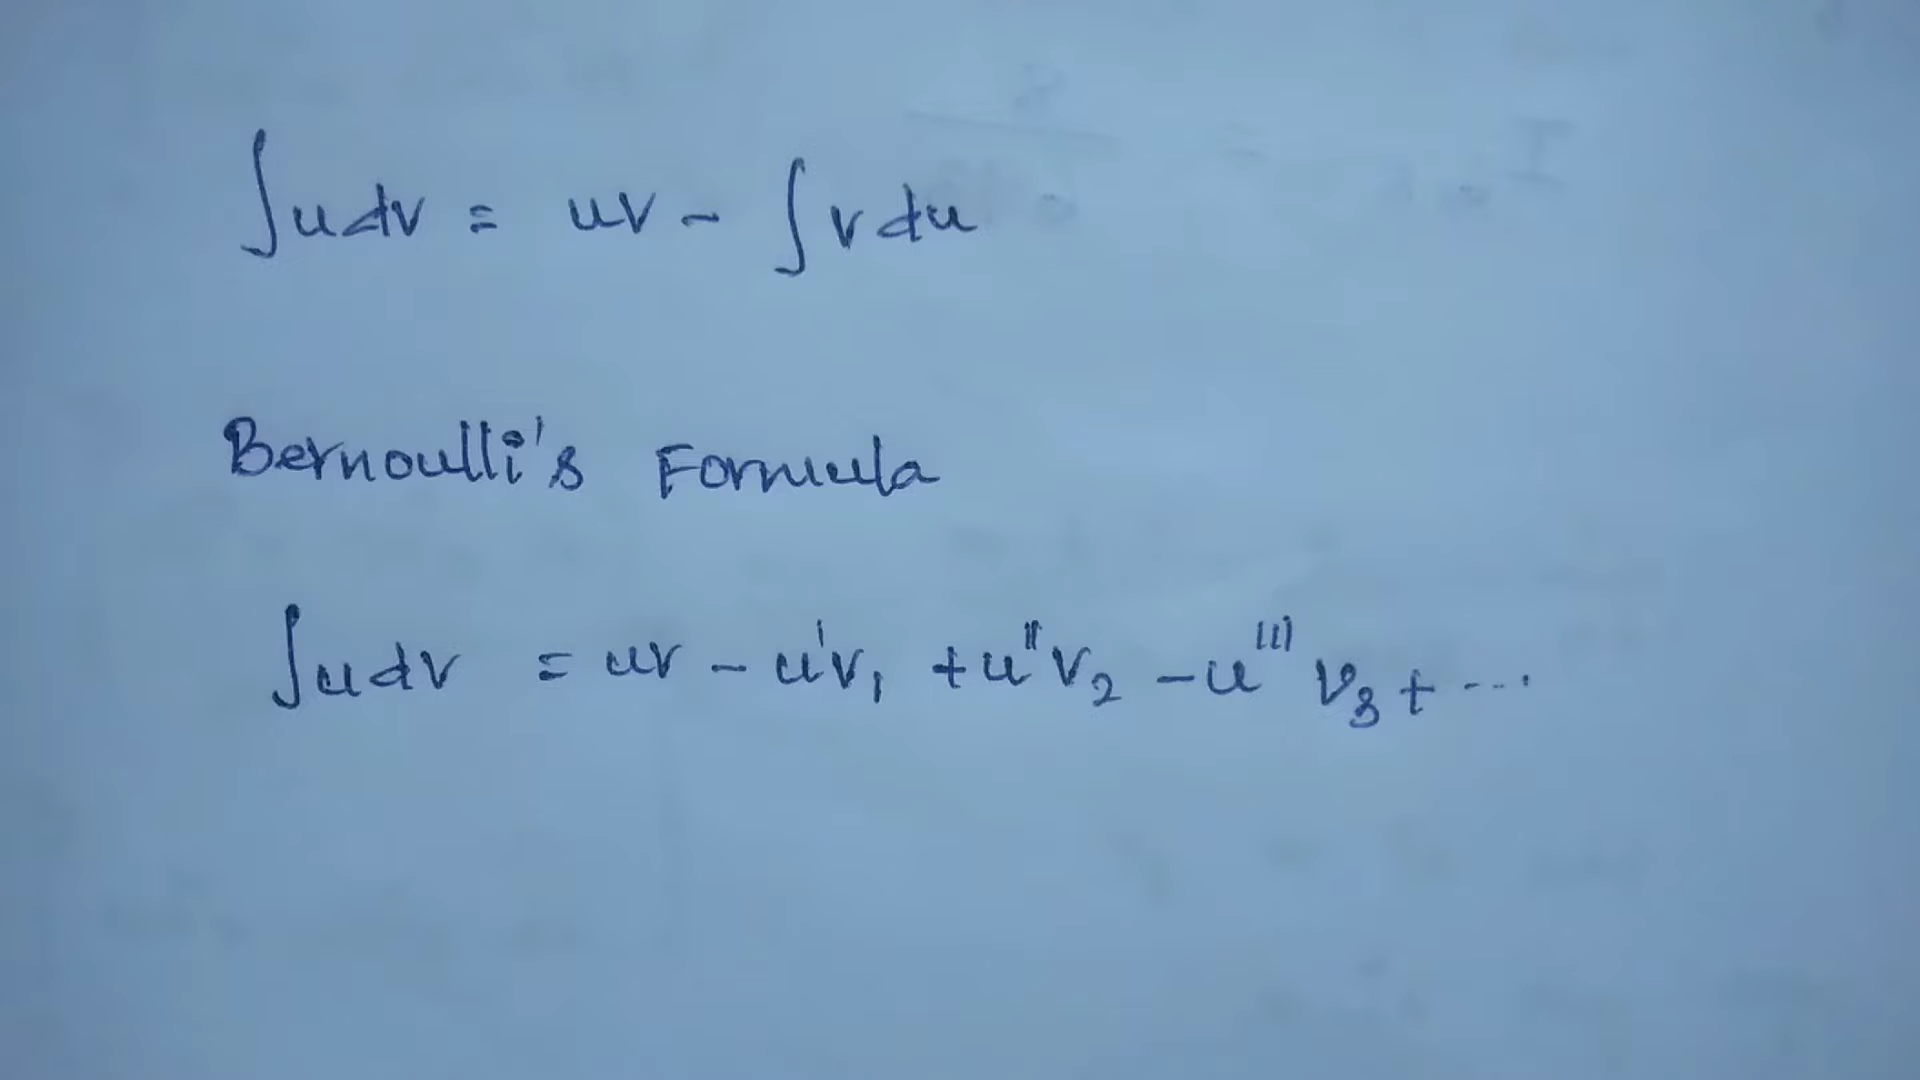 ∫udv = uv - ∫vdu
Bernoulli's Formula
∫udv = uv - u'v₁ + u''v₂ - u'''v₃ + ...